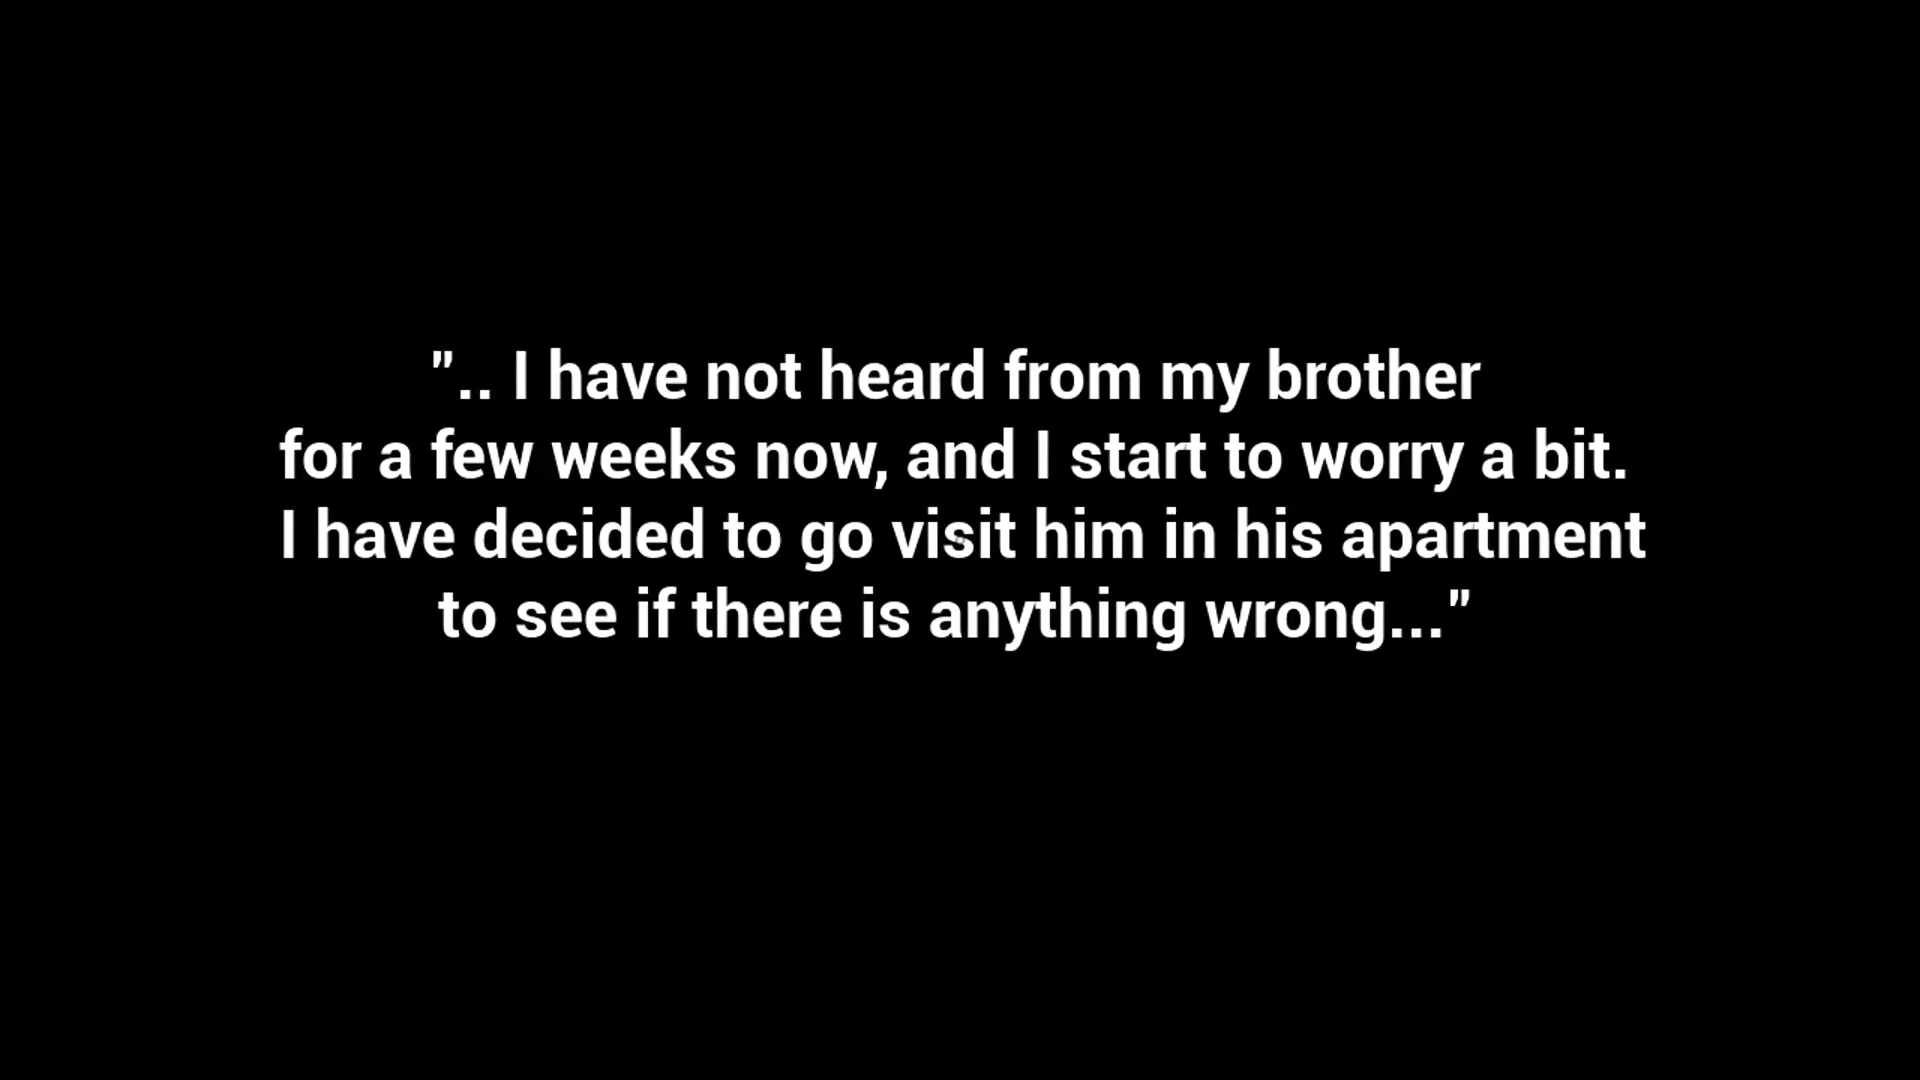 ".. I have not heard from my brother
for a few weeks now, and I start to worry a bit.
I have decided to go visit him in his apartment
to see if there is anything wrong..."